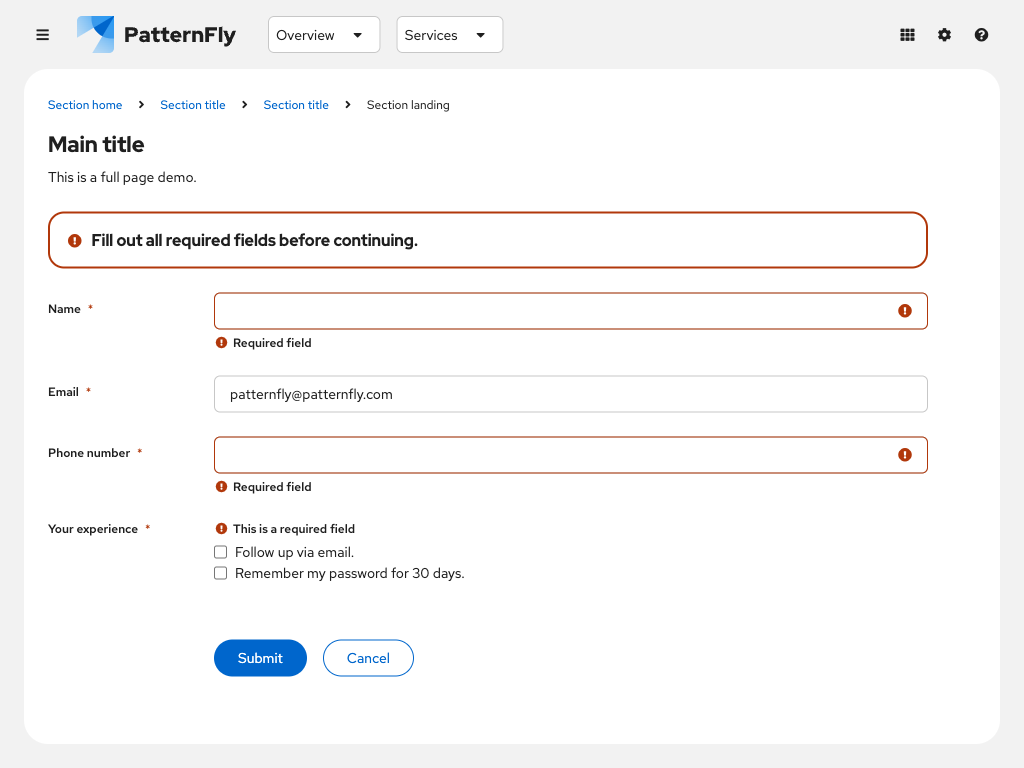 PatternFly Overview Services
Section home Section title Section title Section landing
Main title
This is a full page demo.
Fill out all required fields before continuing.
Name *
Required field
Email * patternfly@patternfly.com
Phone number *
Required field
Your experience * This is a required field
Follow up via email.
Remember my password for 30 days.
Submit Cancel